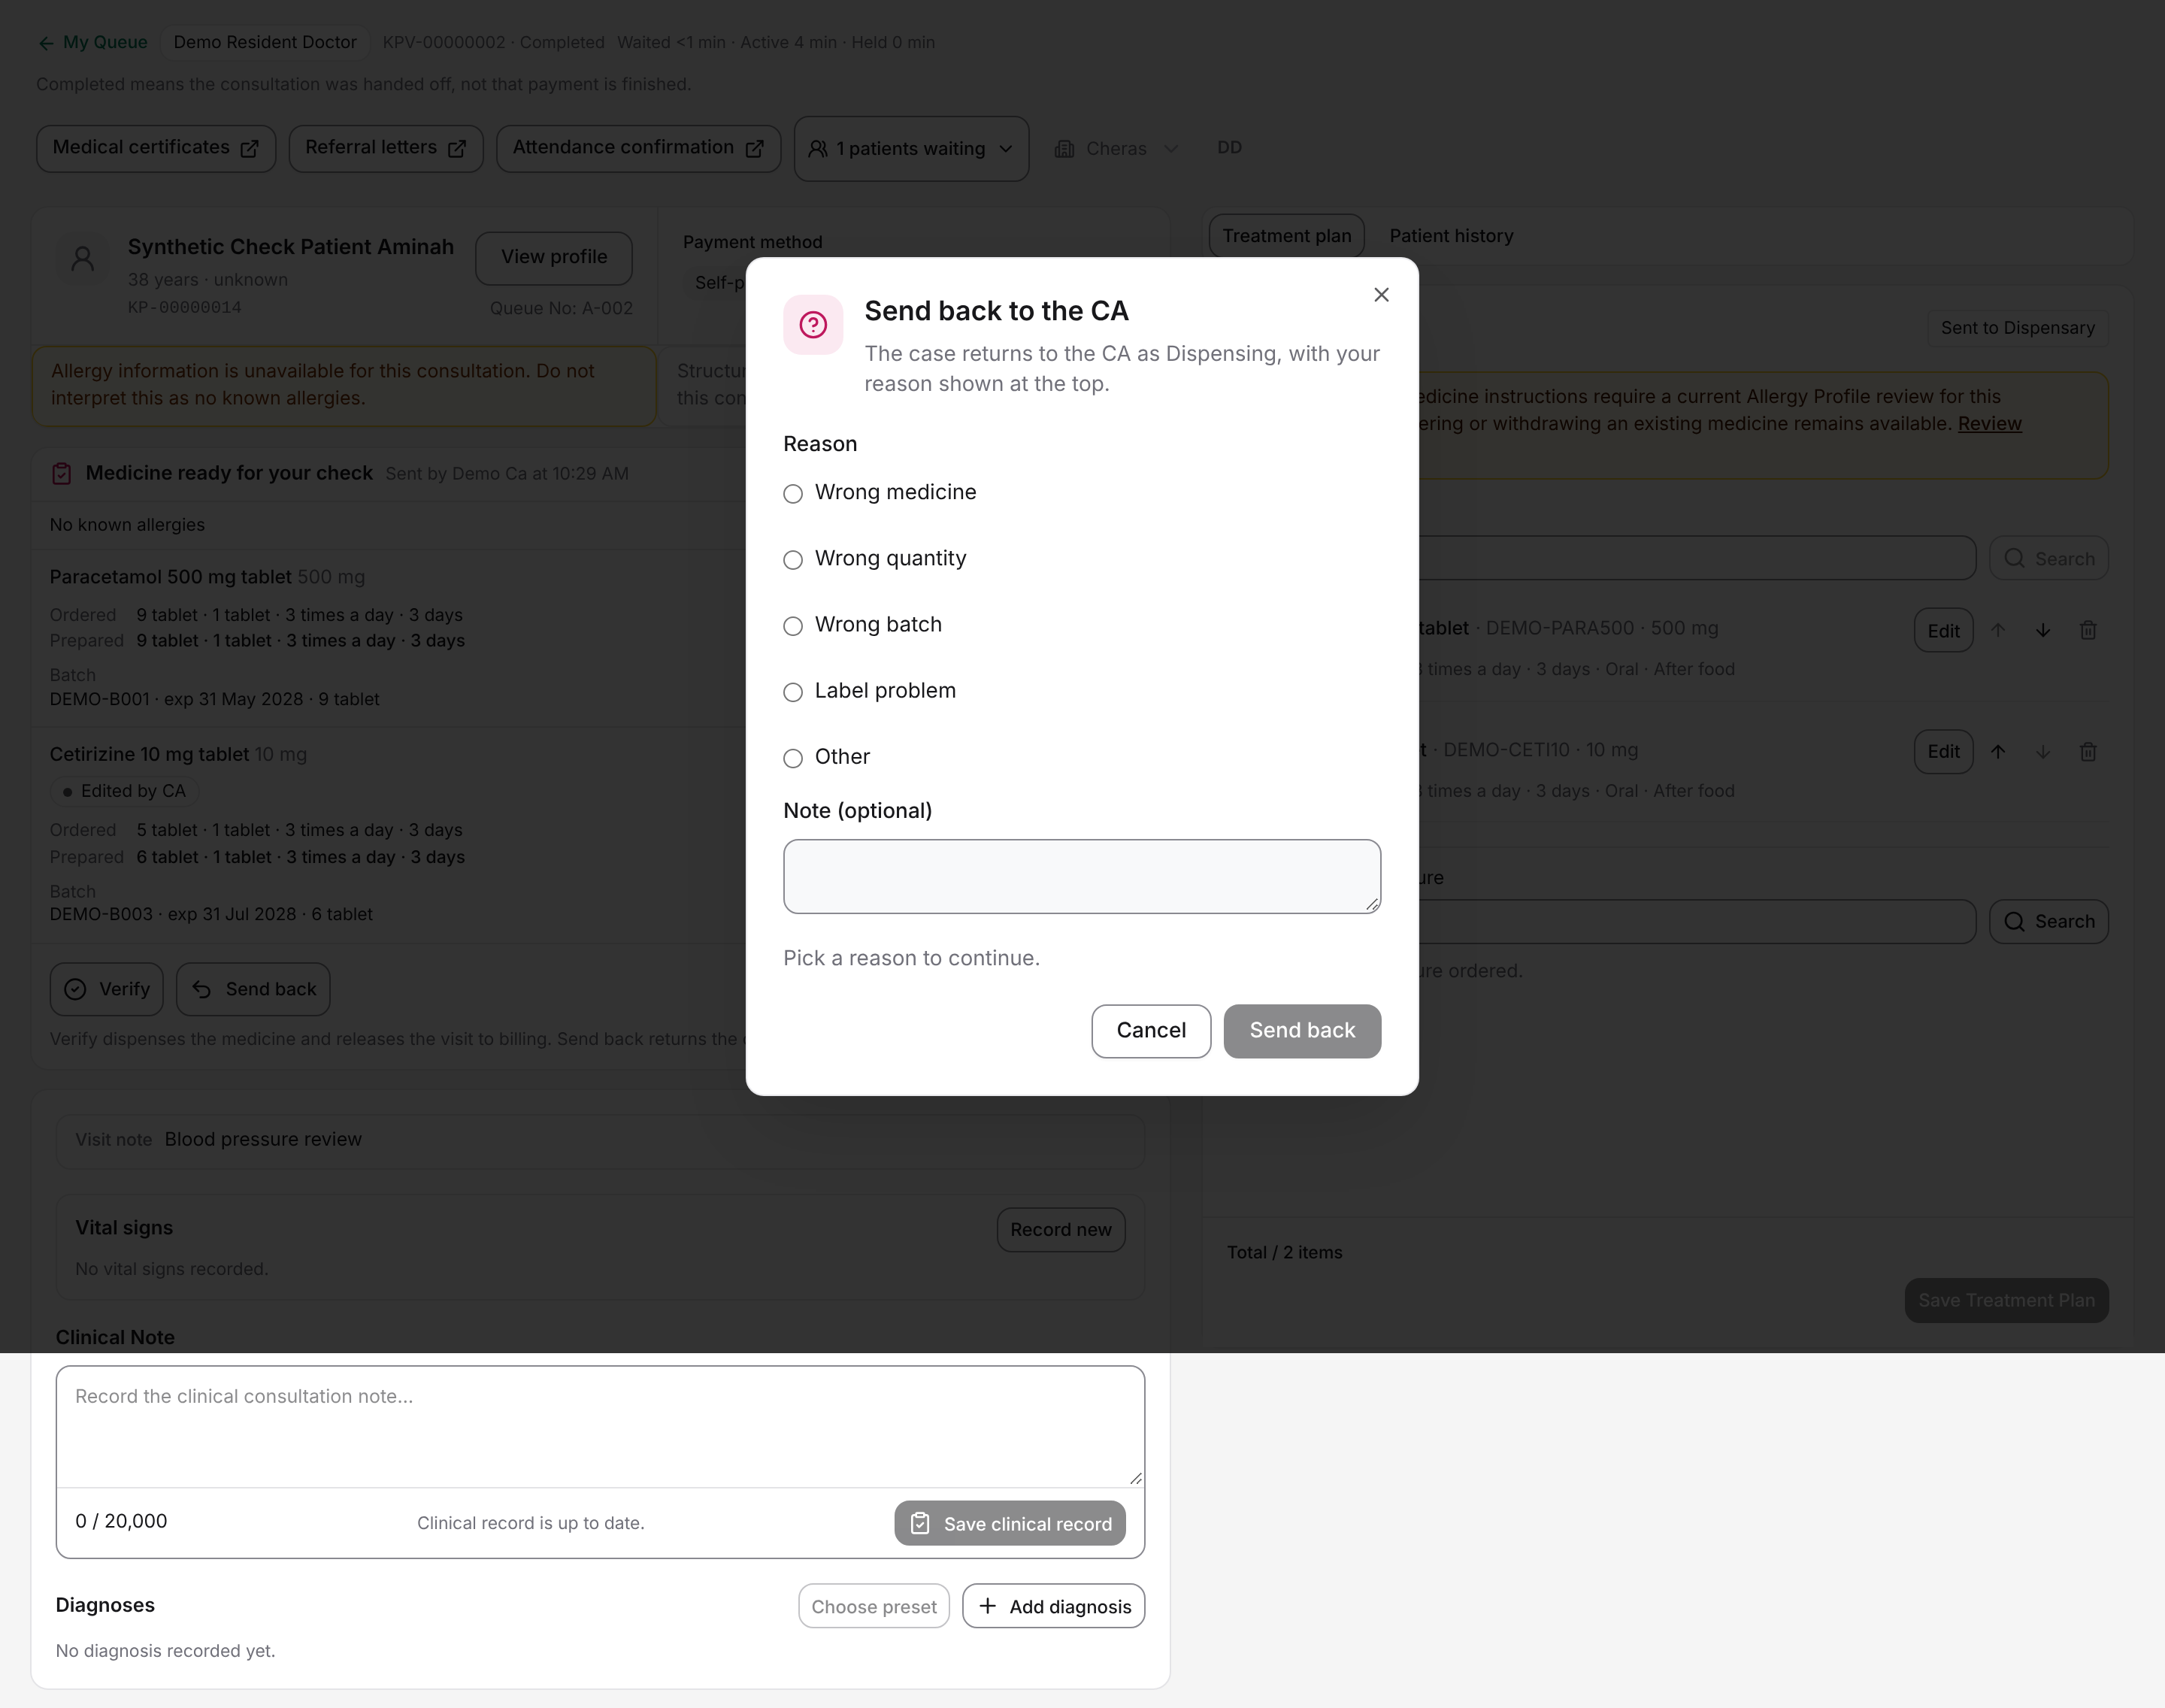 My Queue
Demo Resident Doctor
KPV-00000002 · Completed Waited <1 min · Active 4 min · Held 0 min
Completed means the consultation was handed off, not that payment is finished.
Medical certificates
Referral letters
Attendance confirmation
1 patients waiting
Cheras
DD
Synthetic Check Patient Aminah
38 years · unknown
KP-00000014
View profile
Queue No: A-002
Payment method
Self-p
Allergy information is unavailable for this consultation. Do not
interpret this as no known allergies.
Structur
this con
Medicine ready for your check
Sent by Demo Ca at 10:29 AM
No known allergies
Paracetamol 500 mg tablet 500 mg
Ordered 9 tablet · 1 tablet · 3 times a day · 3 days
Prepared 9 tablet · 1 tablet · 3 times a day · 3 days
Batch
DEMO-B001 · exp 31 May 2028 · 9 tablet
Cetirizine 10 mg tablet 10 mg
Edited by CA
Ordered 5 tablet · 1 tablet · 3 times a day · 3 days
Prepared 6 tablet · 1 tablet · 3 times a day · 3 days
Batch
DEMO-B003 · exp 31 Jul 2028 · 6 tablet
Verify
Send back
Verify dispenses the medicine and releases the visit to billing. Send back returns the
Send back to the CA
The case returns to the CA as Dispensing, with your
reason shown at the top.
Reason
Wrong medicine
Wrong quantity
Wrong batch
Label problem
Other
Note (optional)
Pick a reason to continue.
Cancel
Send back
Treatment plan
Patient history
Sent to Dispensary
edicine instructions require a current Allergy Profile review for this
ering or withdrawing an existing medicine remains available. Review
Search
tablet · DEMO-PARA500 · 500 mg
Edit
times a day · 3 days · Oral · After food
t · DEMO-CETI10 · 10 mg
Edit
times a day · 3 days · Oral · After food
ure
Search
ure ordered.
Total / 2 items
Save Treatment Plan
Visit note Blood pressure review
Vital signs
Record new
No vital signs recorded.
Clinical Note
Record the clinical consultation note...
0 / 20,000
Clinical record is up to date.
Save clinical record
Diagnoses
Choose preset
Add diagnosis
No diagnosis recorded yet.